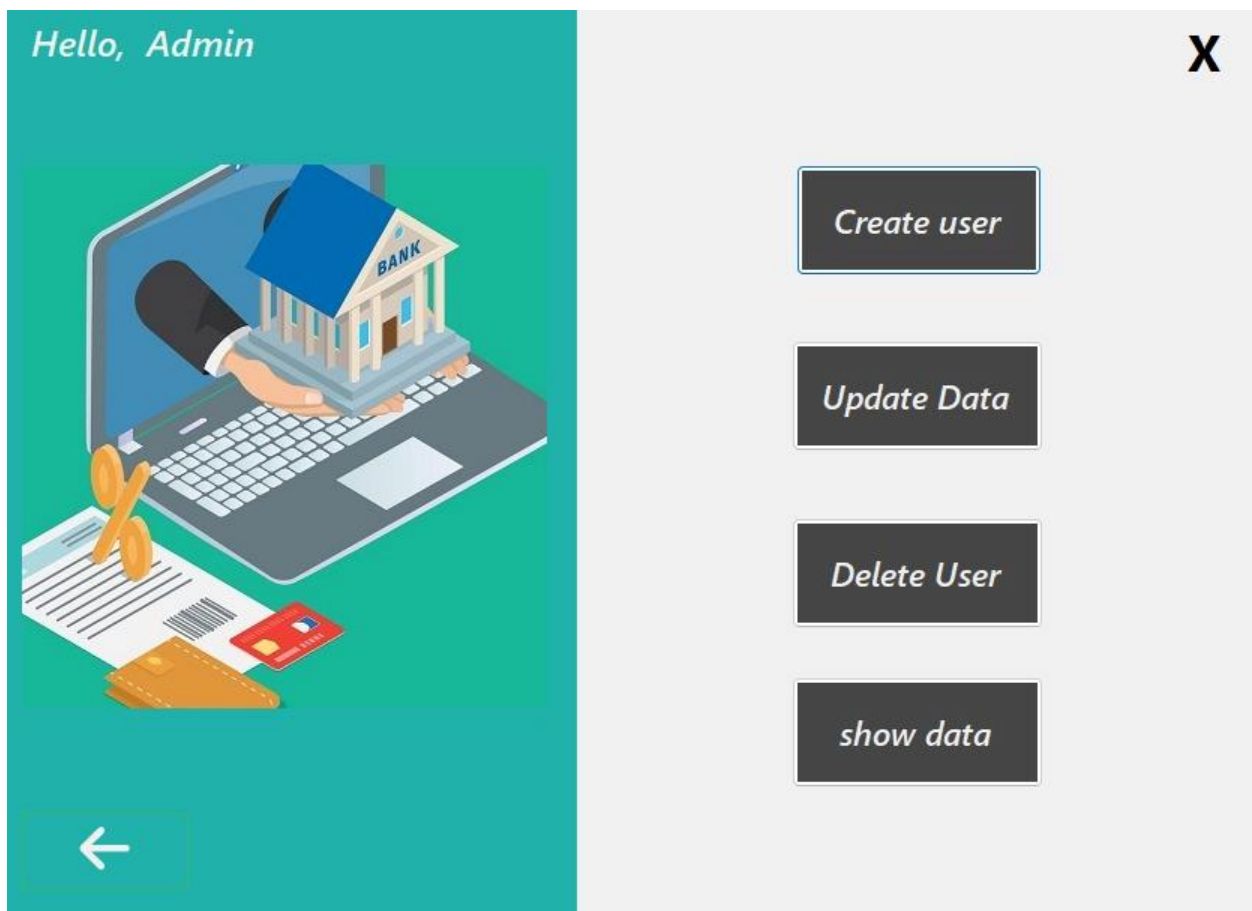 Hello, Admin
X
BANK
Create user
Update Data
Delete User
show data